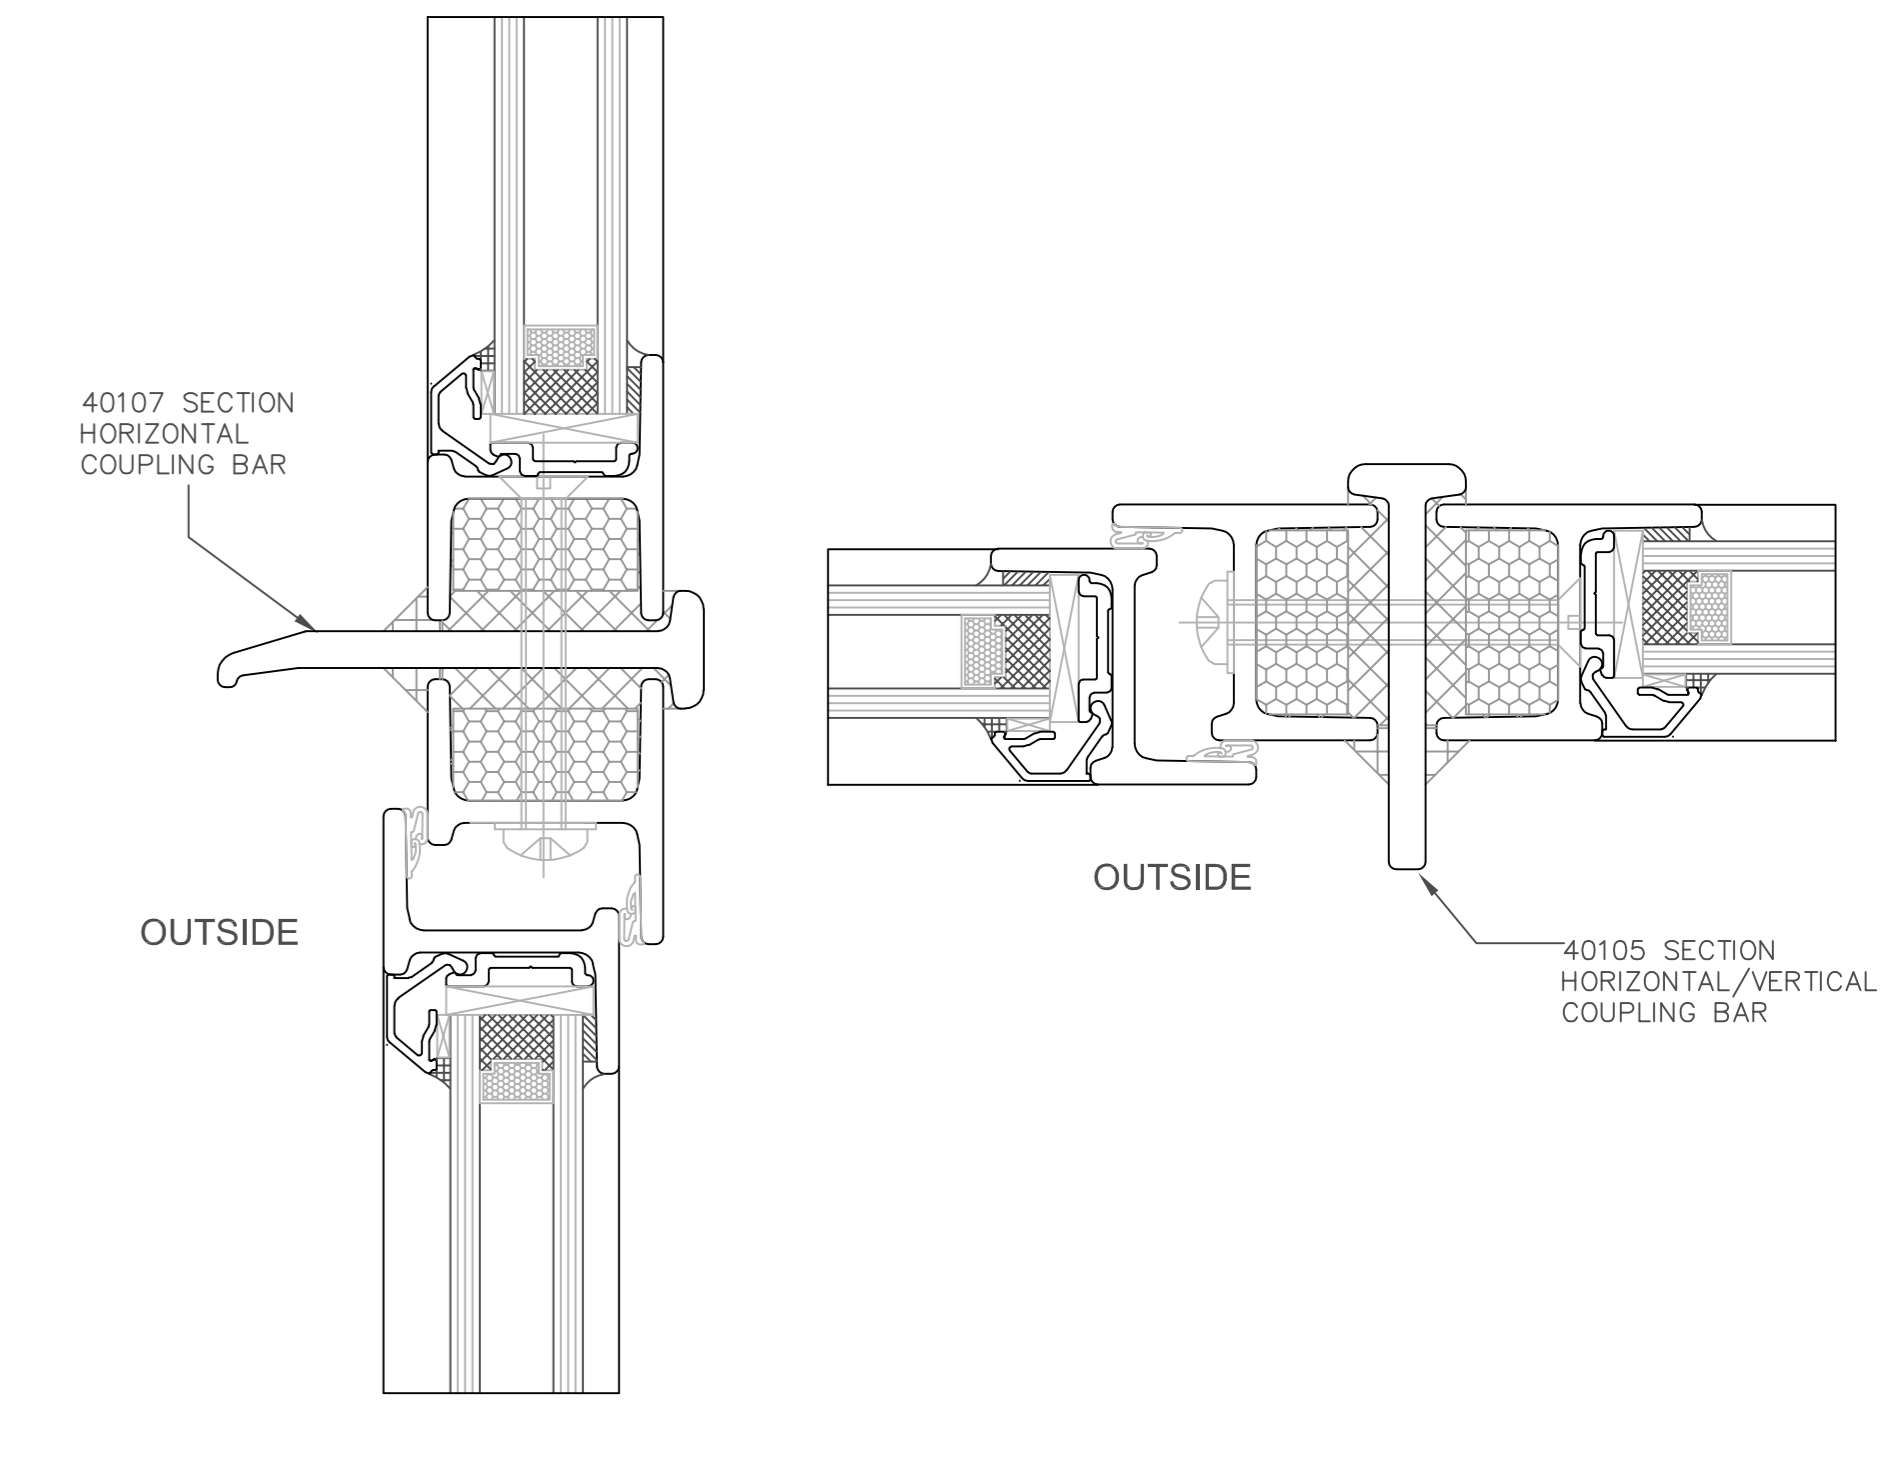 40107 SECTION
HORIZONTAL
COUPLING BAR
OUTSIDE
OUTSIDE
40105 SECTION
HORIZONTAL/VERTICAL
COUPLING BAR